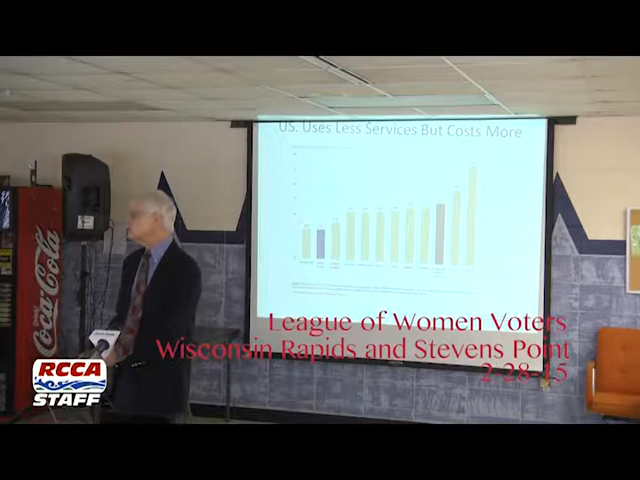 U.S. Uses Less Services But Costs More
Coca-Cola
League of Women Voters
Wisconsin Rapids and Stevens Point
2-28-15
RCCA
STAFF